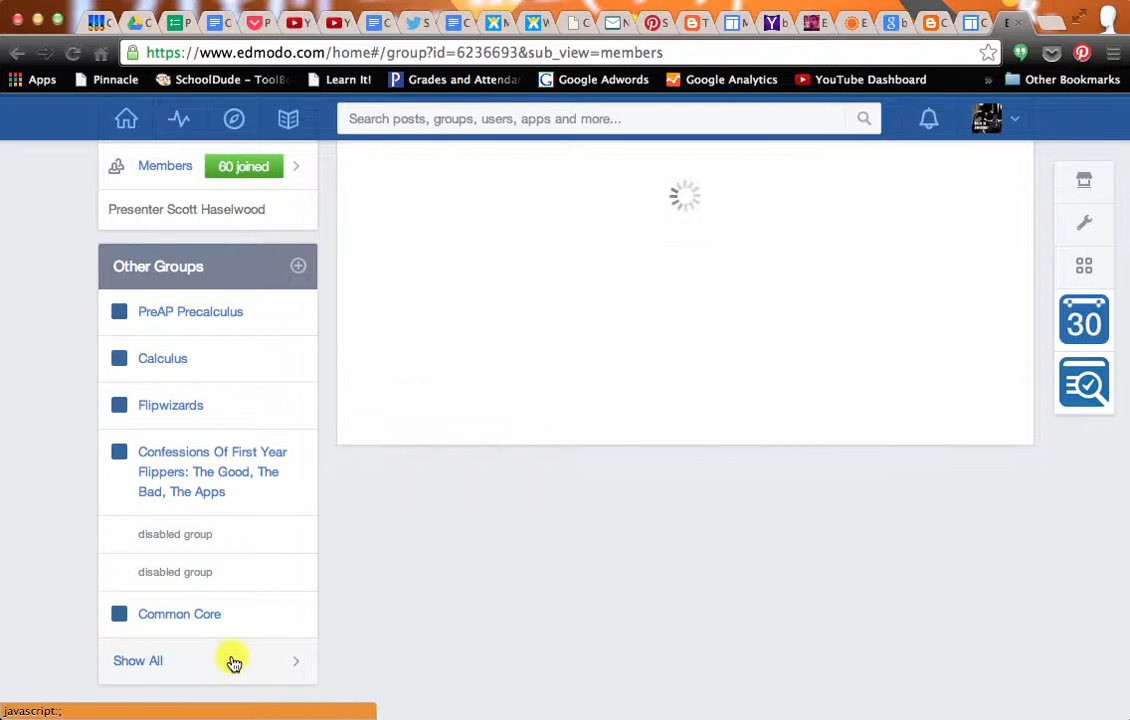 https://www.edmodo.com/home#/group?id=6236693&sub_view=members
Apps Pinnacle SchoolDude – ToolB Learn It! Grades and Attenda Google Adwords Google Analytics YouTube Dashboard » Other Bookmarks
Search posts, groups, users, apps and more...
Members 60 joined
Presenter Scott Haselwood
Other Groups
PreAP Precalculus
Calculus
30
Flipwizards
Confessions Of First Year
Flippers: The Good, The
Bad, The Apps
disabled group
disabled group
Common Core
Show All
javascript:;